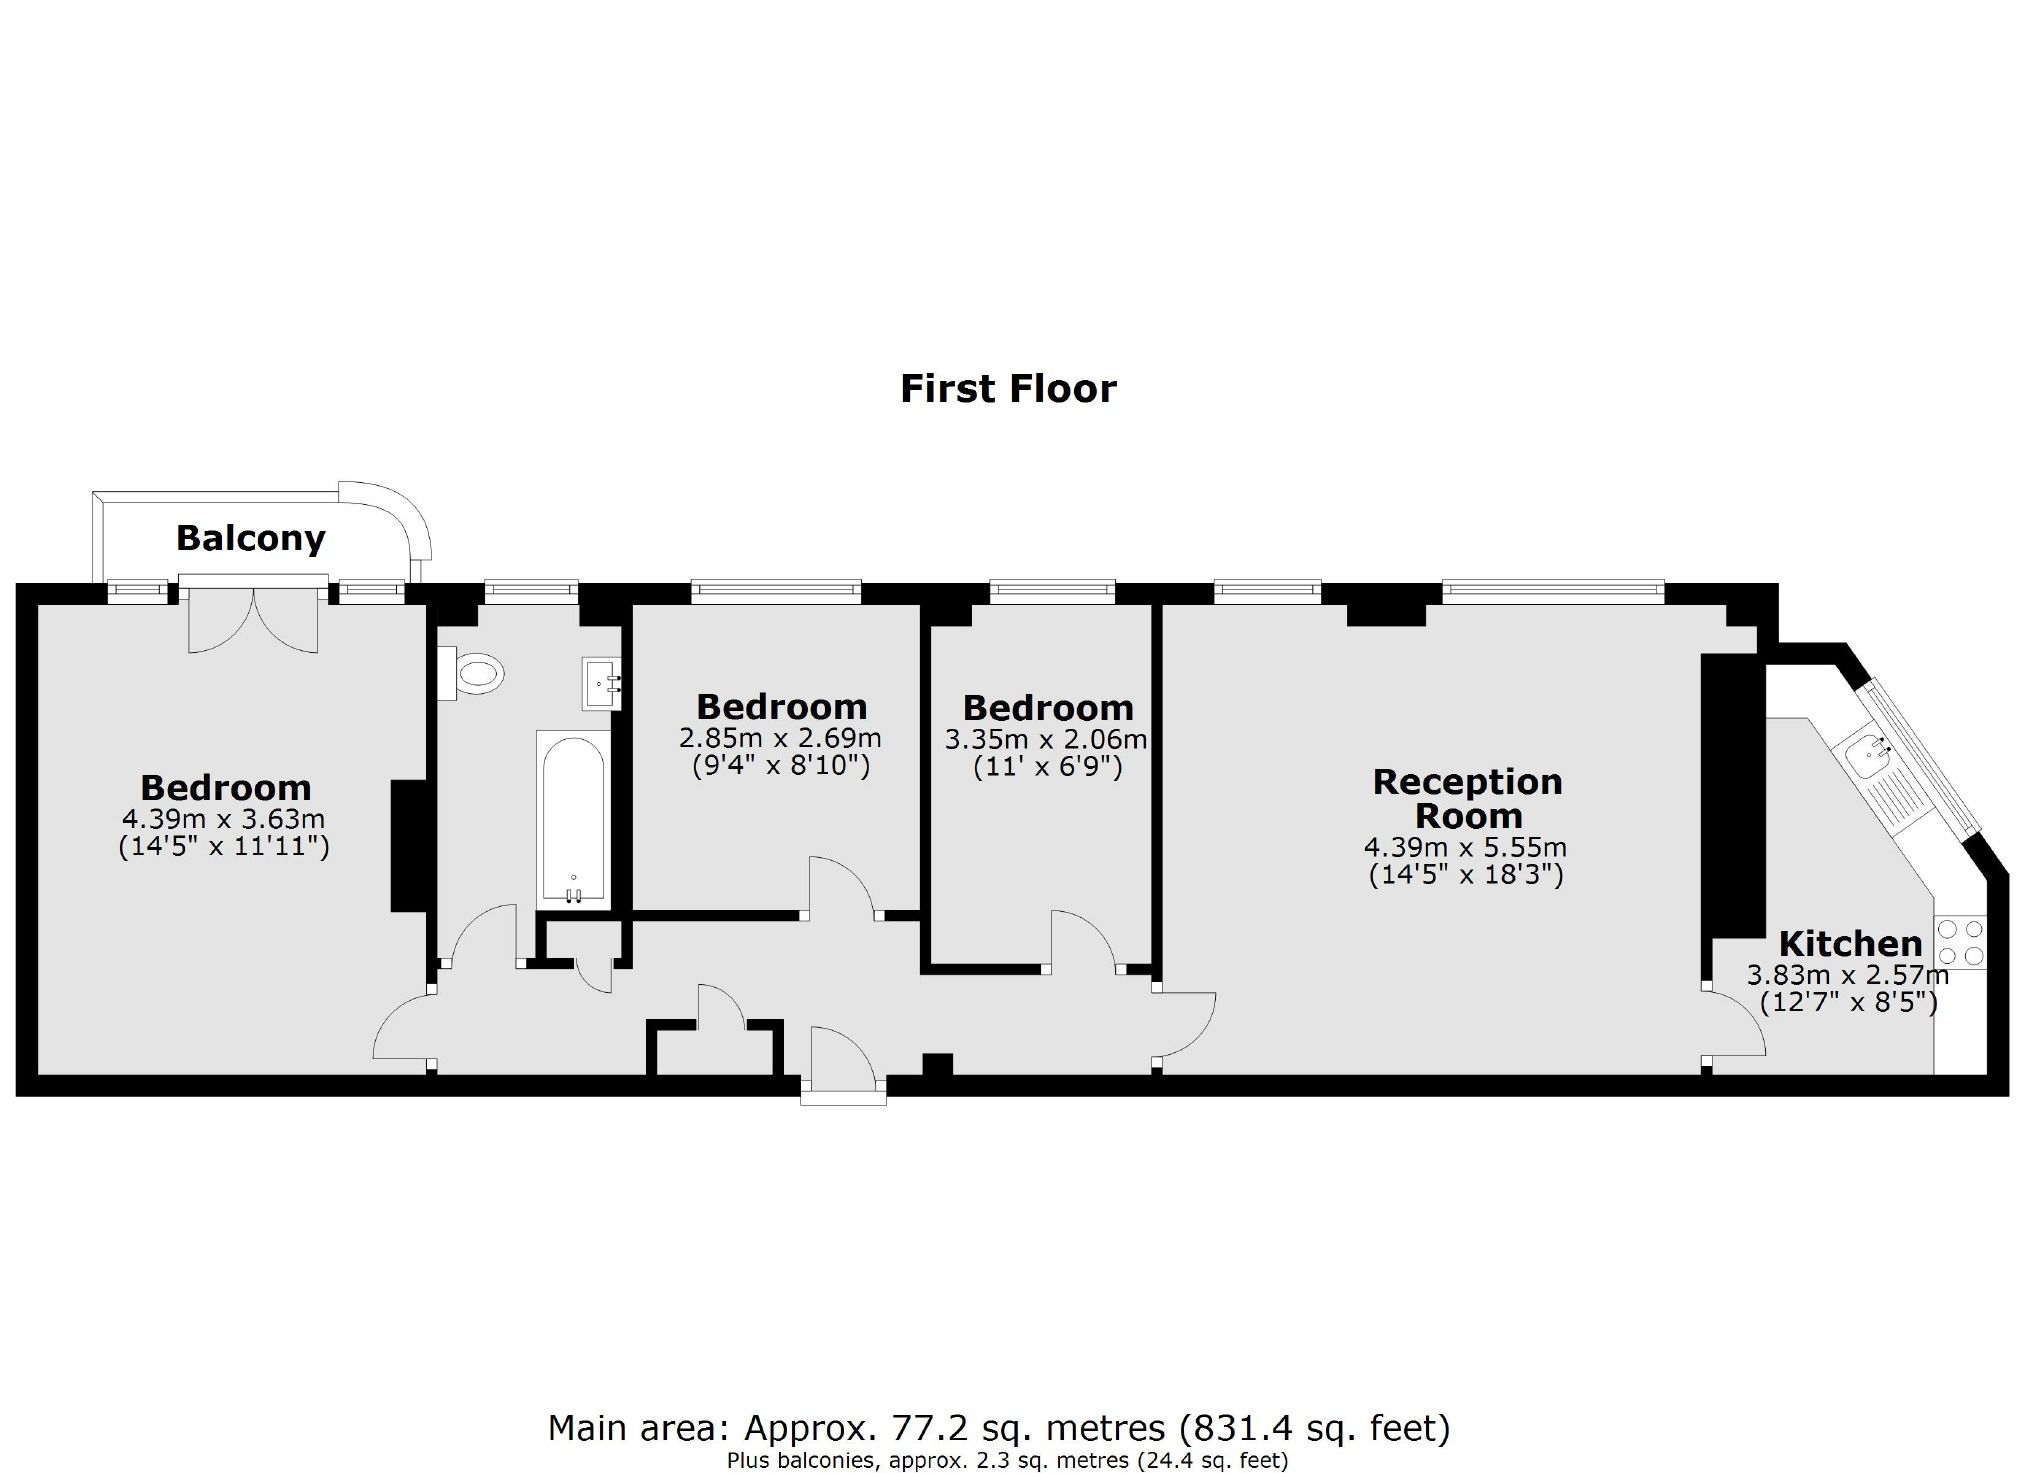 First Floor
Balcony
Bedroom
4.39m x 3.63m
(14'5" x 11'11")
Bedroom
2.85m x 2.69m
(9'4" x 8'10")
Bedroom
3.35m x 2.06m
(11' x 6'9")
Reception
Room
4.39m x 5.55m
(14'5" x 18'3")
Kitchen
3.83m x 2.57m
(12'7" x 8'5")
Main area: Approx. 77.2 sq. metres (831.4 sq. feet)
Plus balconies, approx. 2.3 sq. metres (24.4 sq. feet)